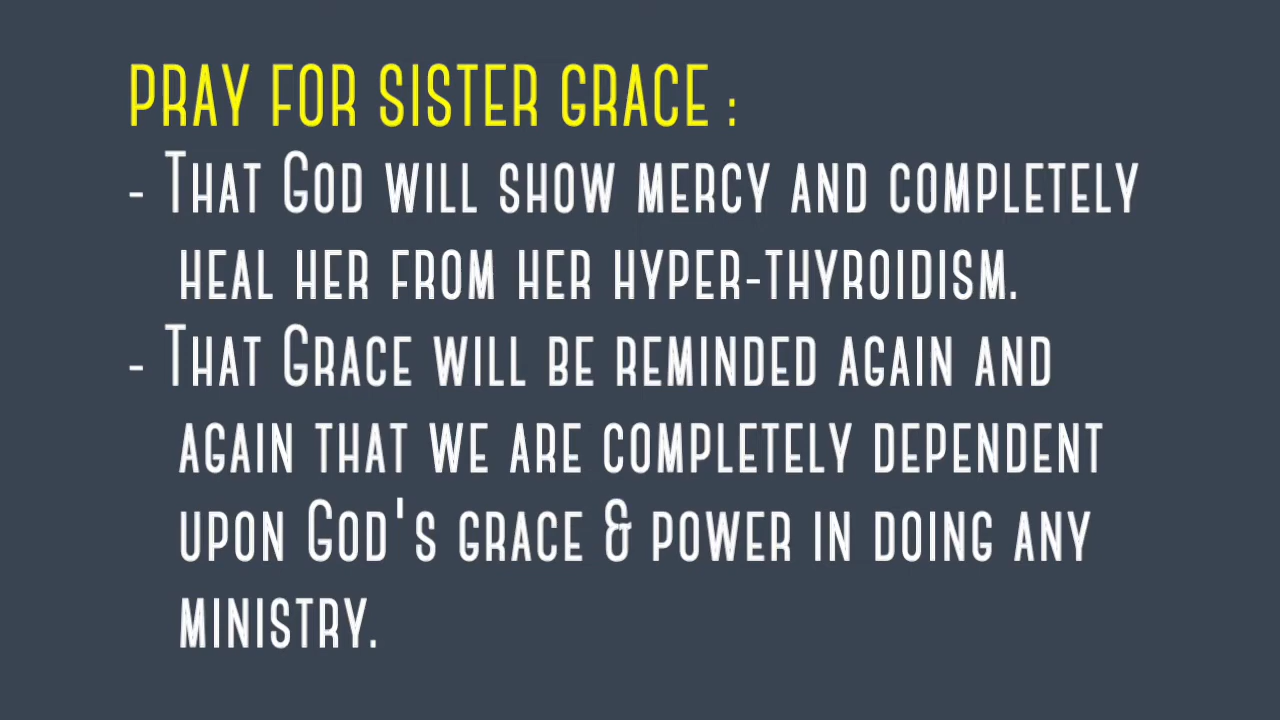 PRAY FOR SISTER GRACE :
- THAT GOD WILL SHOW MERCY AND COMPLETELY
HEAL HER FROM HER HYPER-THYROIDISM.
- THAT GRACE WILL BE REMINDED AGAIN AND
AGAIN THAT WE ARE COMPLETELY DEPENDENT
UPON GOD'S GRACE & POWER IN DOING ANY
MINISTRY.